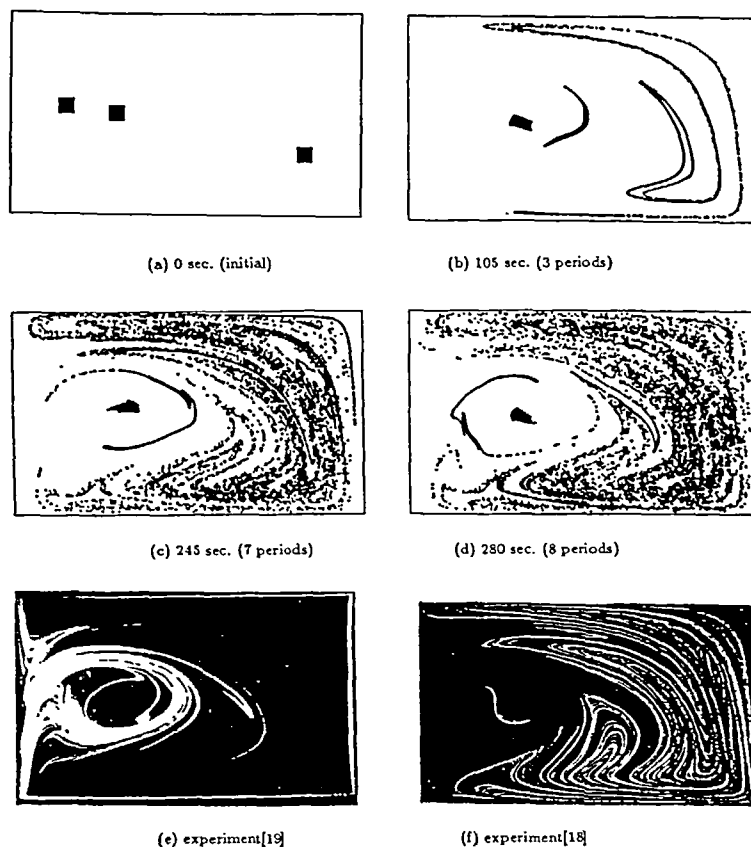 (a) 0 sec. (initial)
(b) 105 sec. (3 periods)
(c) 245 sec. (7 periods)
(d) 280 sec. (8 periods)
(e) experiment[19]
(f) experiment[18]